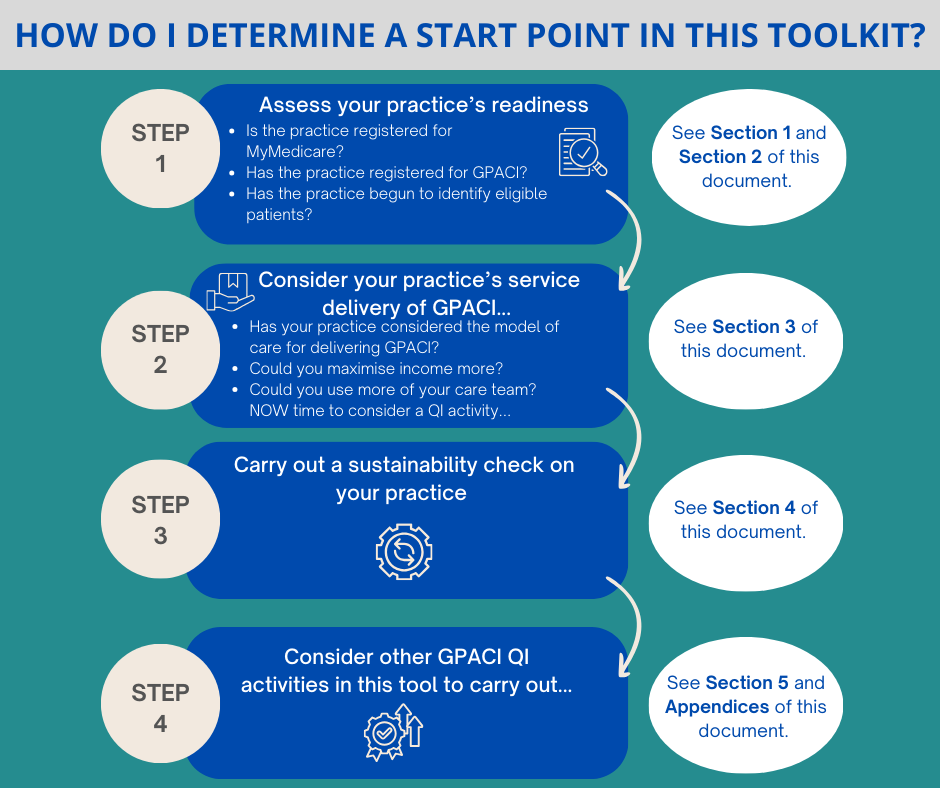 HOW DO I DETERMINE A START POINT IN THIS TOOLKIT?
STEP
1
Assess your practice's readiness
• Is the practice registered for
MyMedicare?
• Has the practice registered for GPACI?
• Has the practice begun to identify eligible
patients?
See Section 1 and
Section 2 of this
document.
STEP
2
Consider your practice's service
delivery of GPACI...
• Has your practice considered the model of
care for delivering GPACI?
• Could you maximise income more?
• Could you use more of your care team?
NOW time to consider a QI activity...
See Section 3 of
this document.
STEP
3
Carry out a sustainability check on
your practice
See Section 4 of
this document.
STEP
4
Consider other GPACI QI
activities in this tool to carry out...
See Section 5 and
Appendices of this
document.